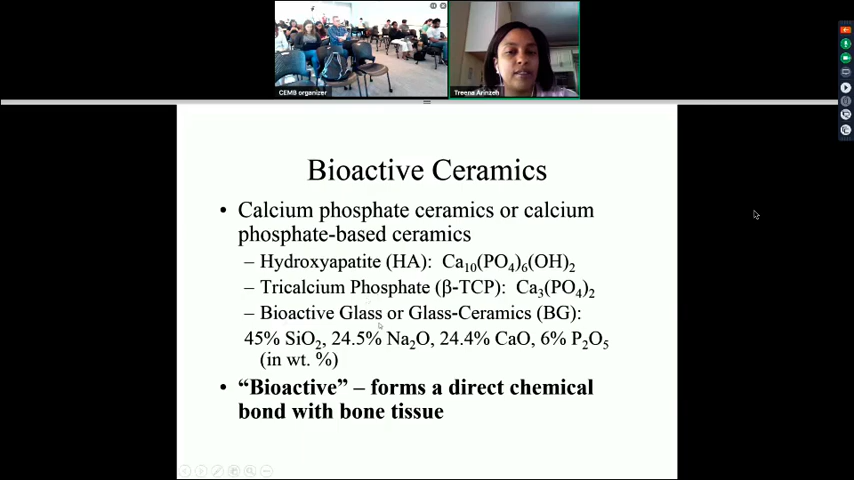 CEMB organizer
Treena Arinzeh
Bioactive Ceramics
• Calcium phosphate ceramics or calcium
phosphate-based ceramics
– Hydroxyapatite (HA): Ca₁₀(PO₄)₆(OH)₂
– Tricalcium Phosphate (β-TCP): Ca₃(PO₄)₂
– Bioactive Glass or Glass-Ceramics (BG):
45% SiO₂, 24.5% Na₂O, 24.4% CaO, 6% P₂O₅
(in wt. %)
• “Bioactive” – forms a direct chemical
bond with bone tissue